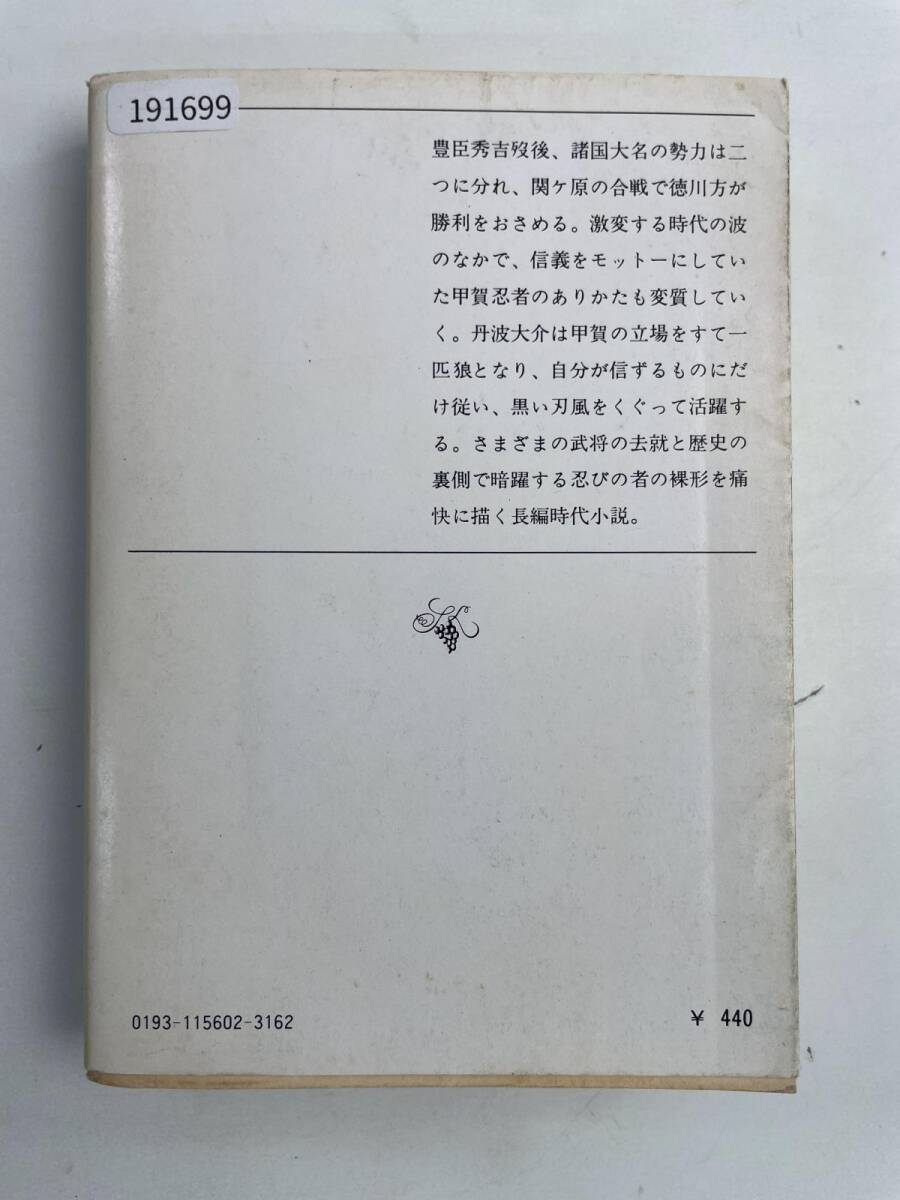 191699
豊臣秀吉歿後、諸国大名の勢力は二
つに分れ、関ケ原の合戦で徳川方が
勝利をおさめる。激変する時代の波
のなかで、信義をモットーにしてい
た甲賀忍者のありかたも変質してい
く。丹波大介は甲賀の立場をすて一
匹狼となり、自分が信ずるものにだ
け従い、黒い刃風をくぐって活躍す
る。さまざまの武将の去就と歴史の
裏側で暗躍する忍びの者の裸形を痛
快に描く長編時代小説。
0193-115602-3162
¥ 440